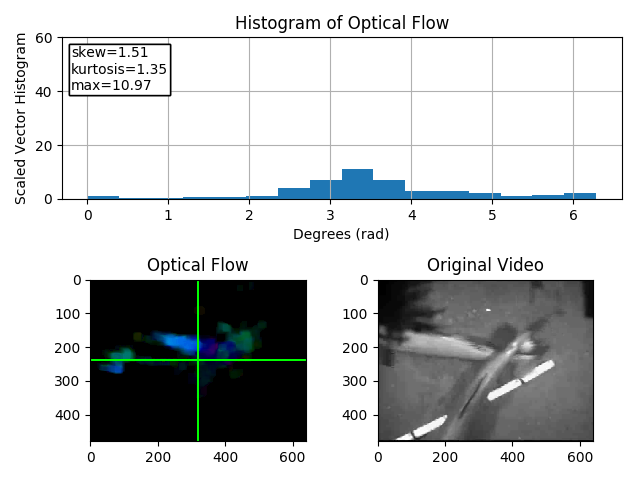 Histogram of Optical Flow
Scaled Vector Histogram
60
40
20
0
skew=1.51
kurtosis=1.35
max=10.97
0 1 2 3 4 5 6
Degrees (rad)
Optical Flow
0
100
200
300
400
0 200 400 600
Original Video
0
100
200
300
400
0 200 400 600